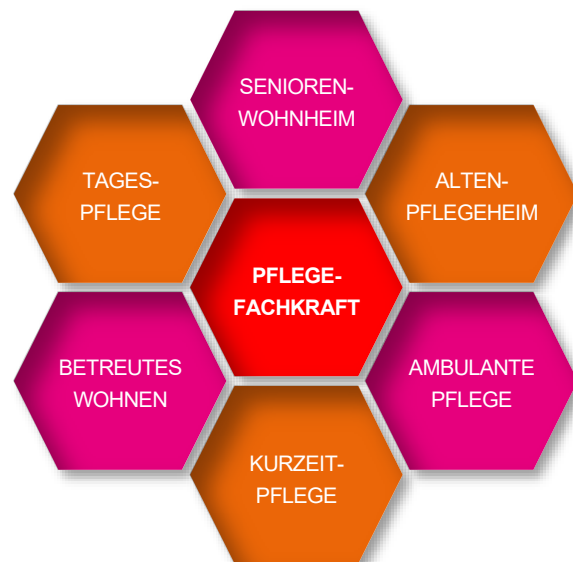 SENIOREN-
WOHNHEIM
TAGES-
PFLEGE
ALTEN-
PFLEGEHEIM
PFLEGE-
FACHKRAFT
BETREUTES
WOHNEN
AMBULANTE
PFLEGE
KURZEIT-
PFLEGE